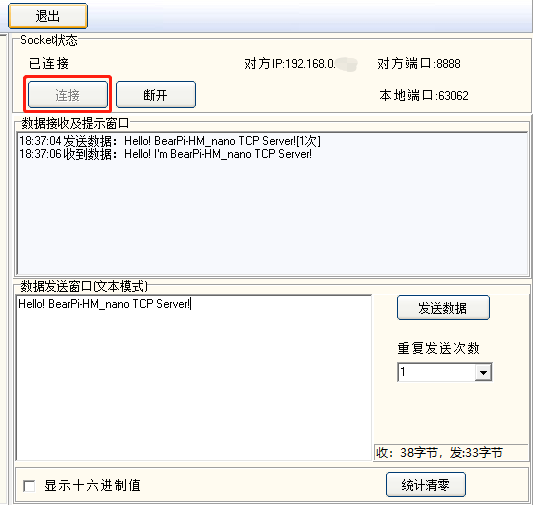 退出
Socket状态
已连接 对方IP:192.168.0. 对方端口:8888
连接 断开 本地端口:63062
数据接收及提示窗口
18:37:04 发送数据：Hello! BearPi-HM_nano TCP Server![1次]
18:37:06 收到数据：Hello! I'm BearPi-HM_nano TCP Server!
数据发送窗口(文本模式)
Hello! BearPi-HM_nano TCP Server!
发送数据
重复发送次数
1
收：38字节，发:33字节
显示十六进制值 统计清零